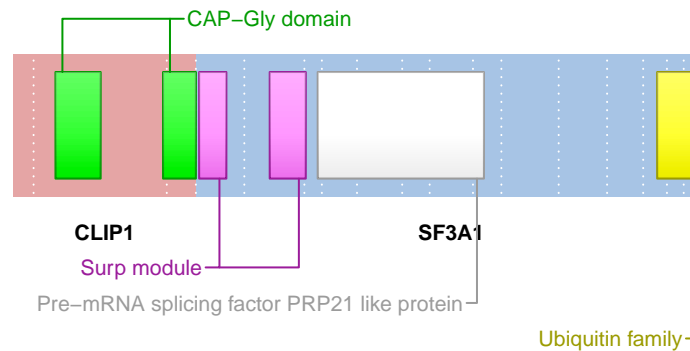 CAP−Gly domain
CLIP1 SF3A1
Surp module
Pre−mRNA splicing factor PRP21 like protein
Ubiquitin family